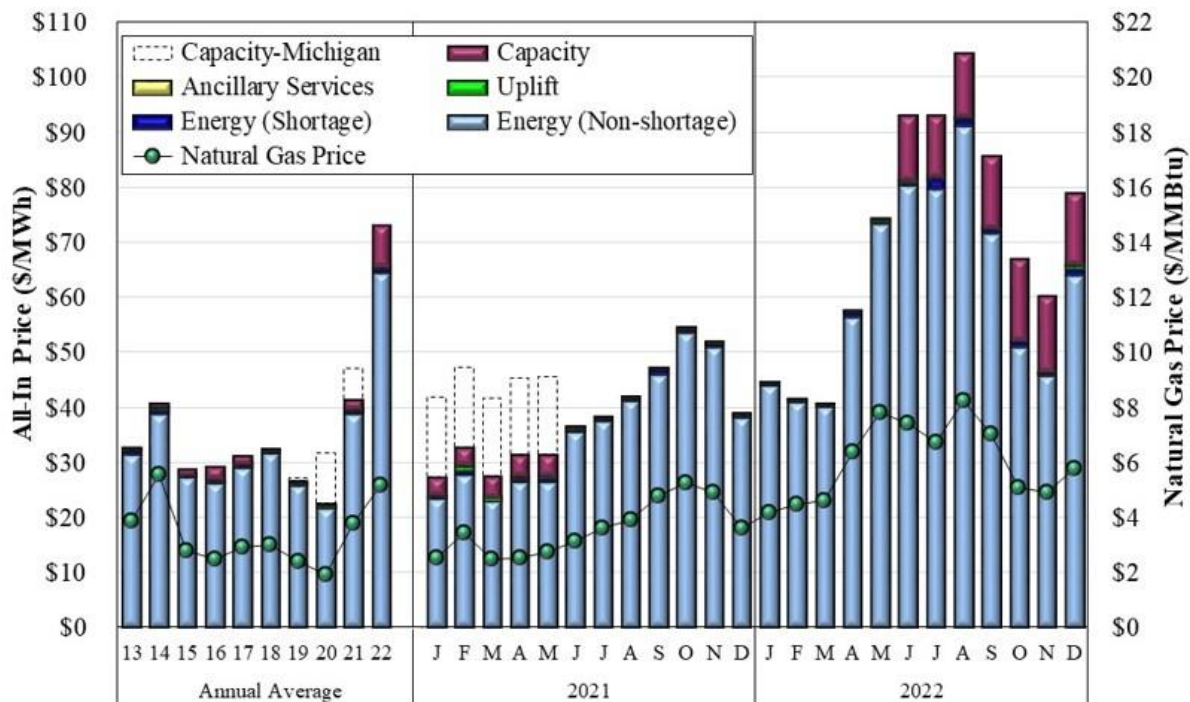 $110
$100
$90
$80
$70
$60
$50
$40
$30
$20
$10
$0
All-In Price ($/MWh)
Capacity-Michigan
Capacity
Ancillary Services
Uplift
Energy (Shortage)
Energy (Non-shortage)
Natural Gas Price
$22
$20
$18
$16
$14
$12
$10
$8
$6
$4
$2
$0
Natural Gas Price ($/MMBtu)
13 14 15 16 17 18 19 20 21 22
J F M A M J J A S O N D
J F M A M J J A S O N D
Annual Average
2021
2022